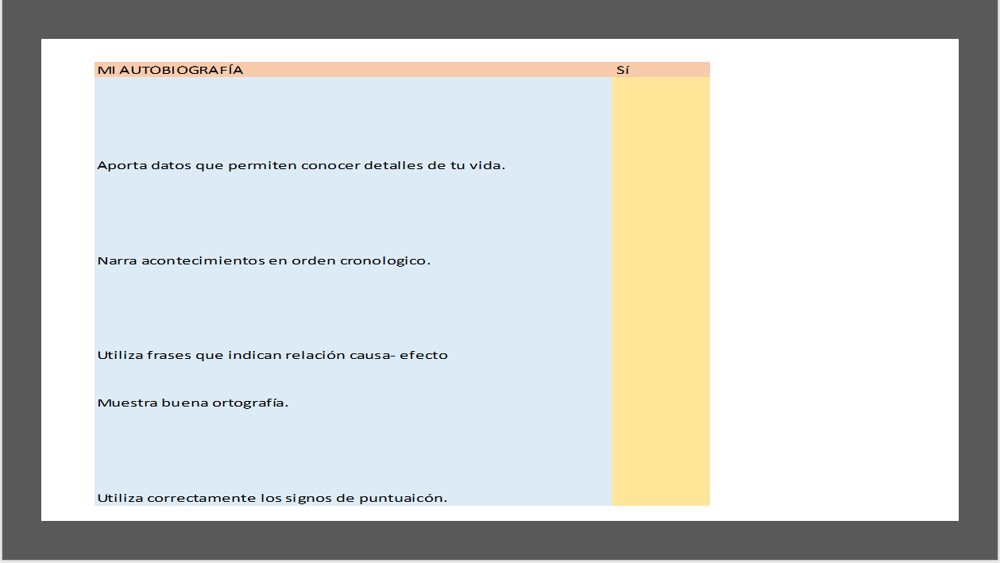 MI AUTOBIOGRAFÍA Sí
Aporta datos que permiten conocer detalles de tu vida.
Narra acontecimientos en orden cronologico.
Utiliza frases que indican relación causa- efecto
Muestra buena ortografía.
Utiliza correctamente los signos de puntuaicón.